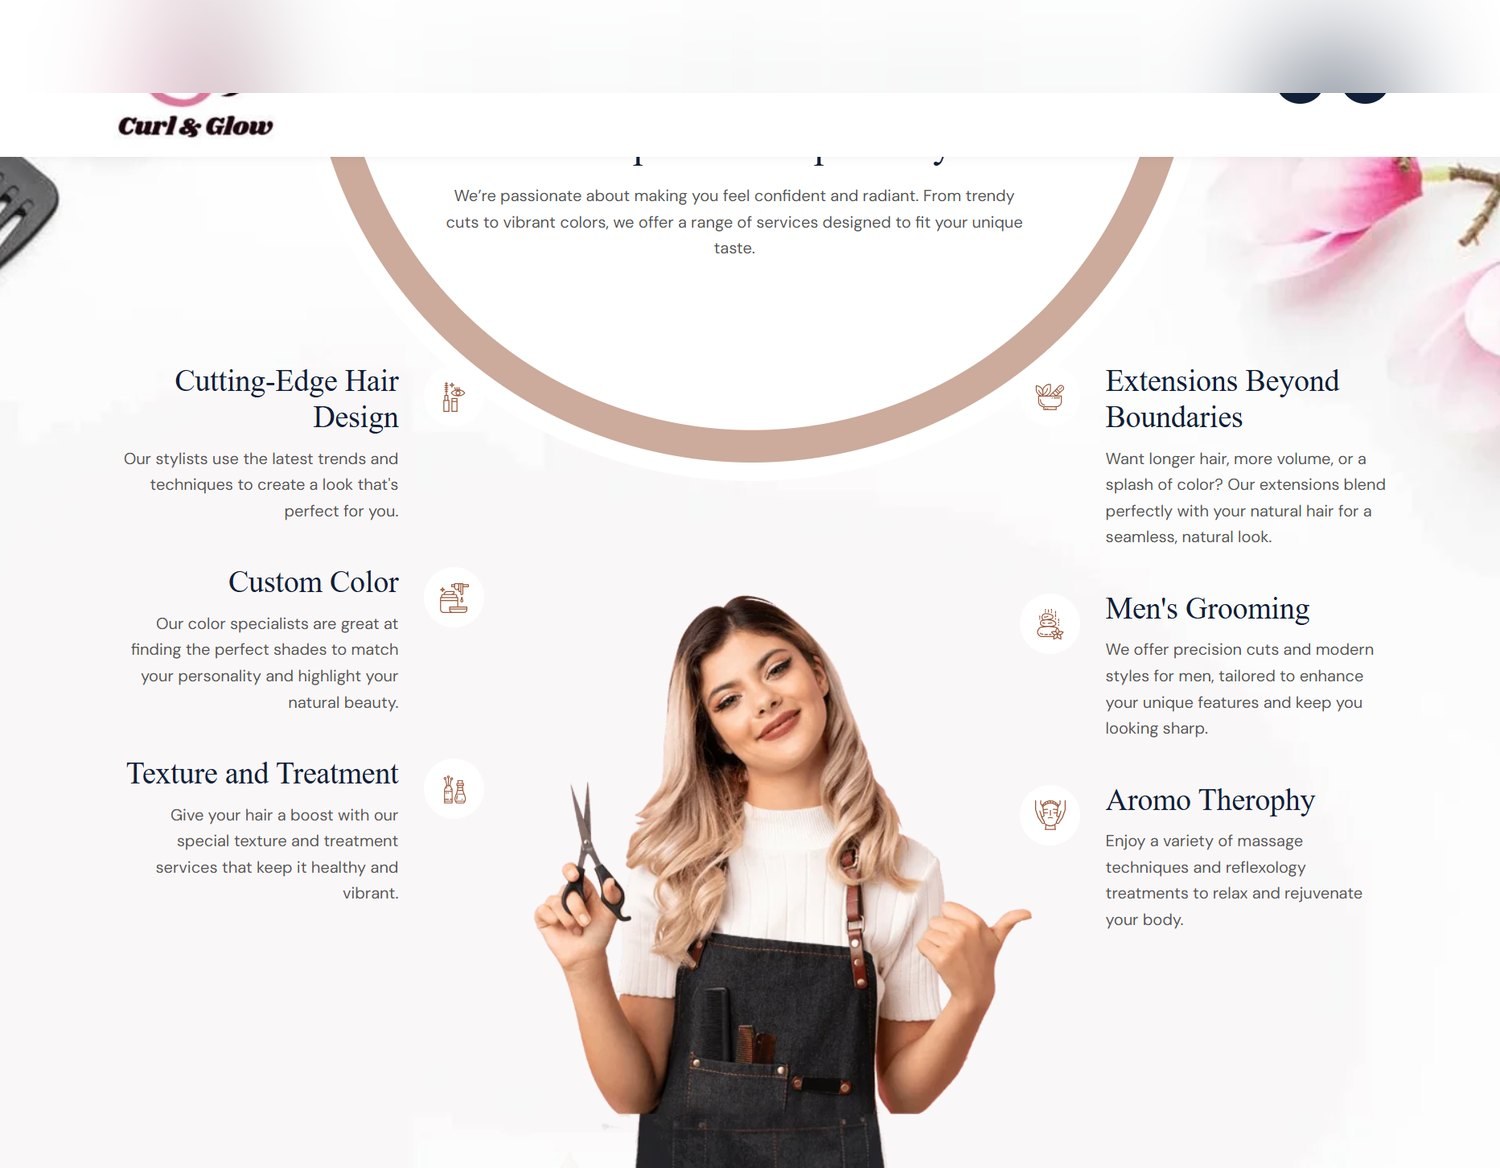 Curl & Glow
We’re passionate about making you feel confident and radiant. From trendy
cuts to vibrant colors, we offer a range of services designed to fit your unique
taste.
Cutting-Edge Hair
Design
Our stylists use the latest trends and
techniques to create a look that's
perfect for you.
Custom Color
Our color specialists are great at
finding the perfect shades to match
your personality and highlight your
natural beauty.
Texture and Treatment
Give your hair a boost with our
special texture and treatment
services that keep it healthy and
vibrant.
Extensions Beyond
Boundaries
Want longer hair, more volume, or a
splash of color? Our extensions blend
perfectly with your natural hair for a
seamless, natural look.
Men's Grooming
We offer precision cuts and modern
styles for men, tailored to enhance
your unique features and keep you
looking sharp.
Aromo Therophy
Enjoy a variety of massage
techniques and reflexology
treatments to relax and rejuvenate
your body.